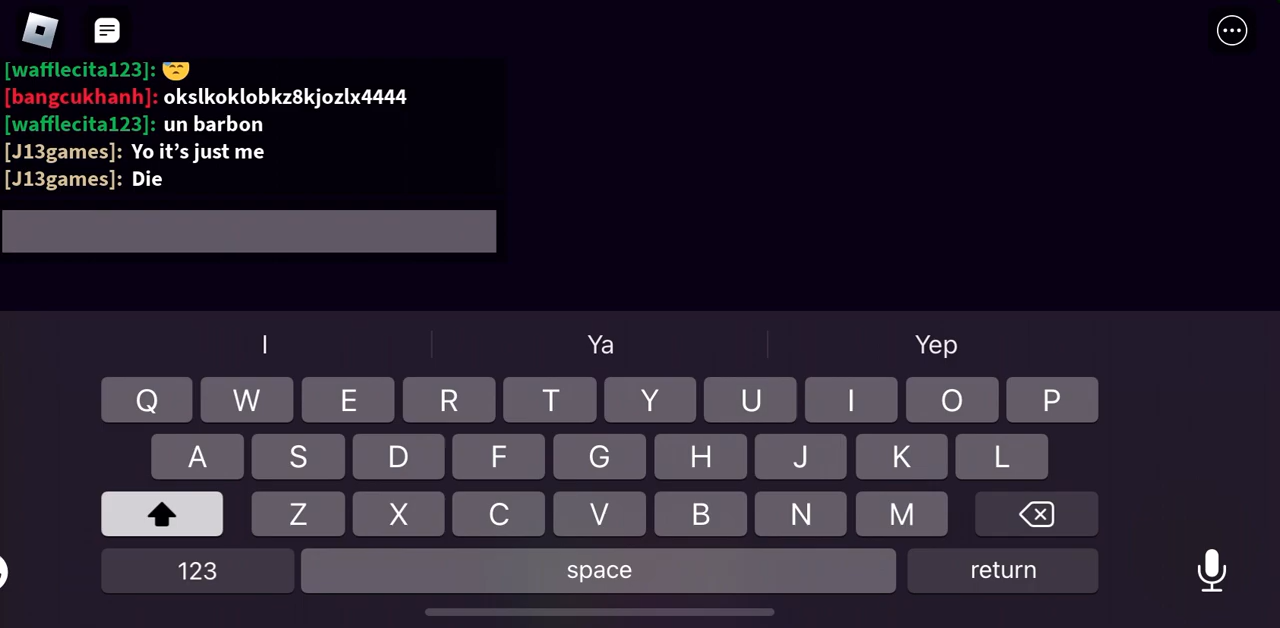 [wafflecita123]: 😴
[bangcukhanh]: okslkoklobkz8kjozlx4444
[wafflecita123]: un barbon
[J13games]: Yo it’s just me
[J13games]: Die
I Ya Yep
Q W E R T Y U I O P
A S D F G H J K L
Z X C V B N M
123 space return